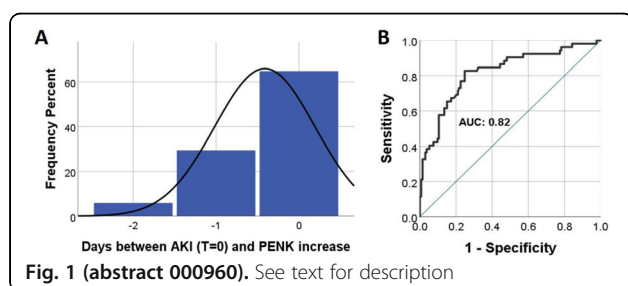 A
Frequency Percent
60
40
20
0
-2
-1
0
Days between AKI (T=0) and PENK increase
B
Sensitivity
1.0
0.8
0.6
0.4
0.2
0.0
AUC: 0.82
0.0
0.2
0.4
0.6
0.8
1.0
1 - Specificity
Fig. 1 (abstract 000960). See text for description